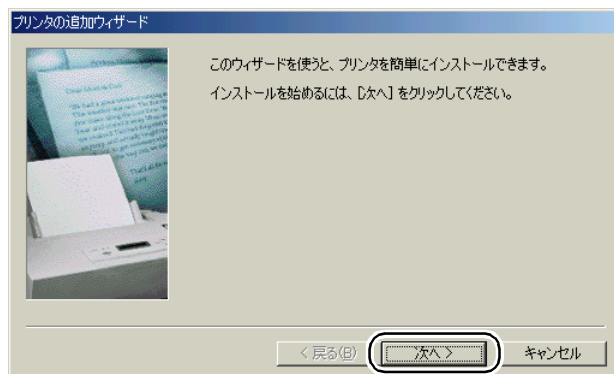 プリンタの追加ウィザード
このウィザードを使うと、プリンタを簡単にインストールできます。
インストールを始めるには、[次へ] をクリックしてください。
< 戻る(B)
次へ >
キャンセル